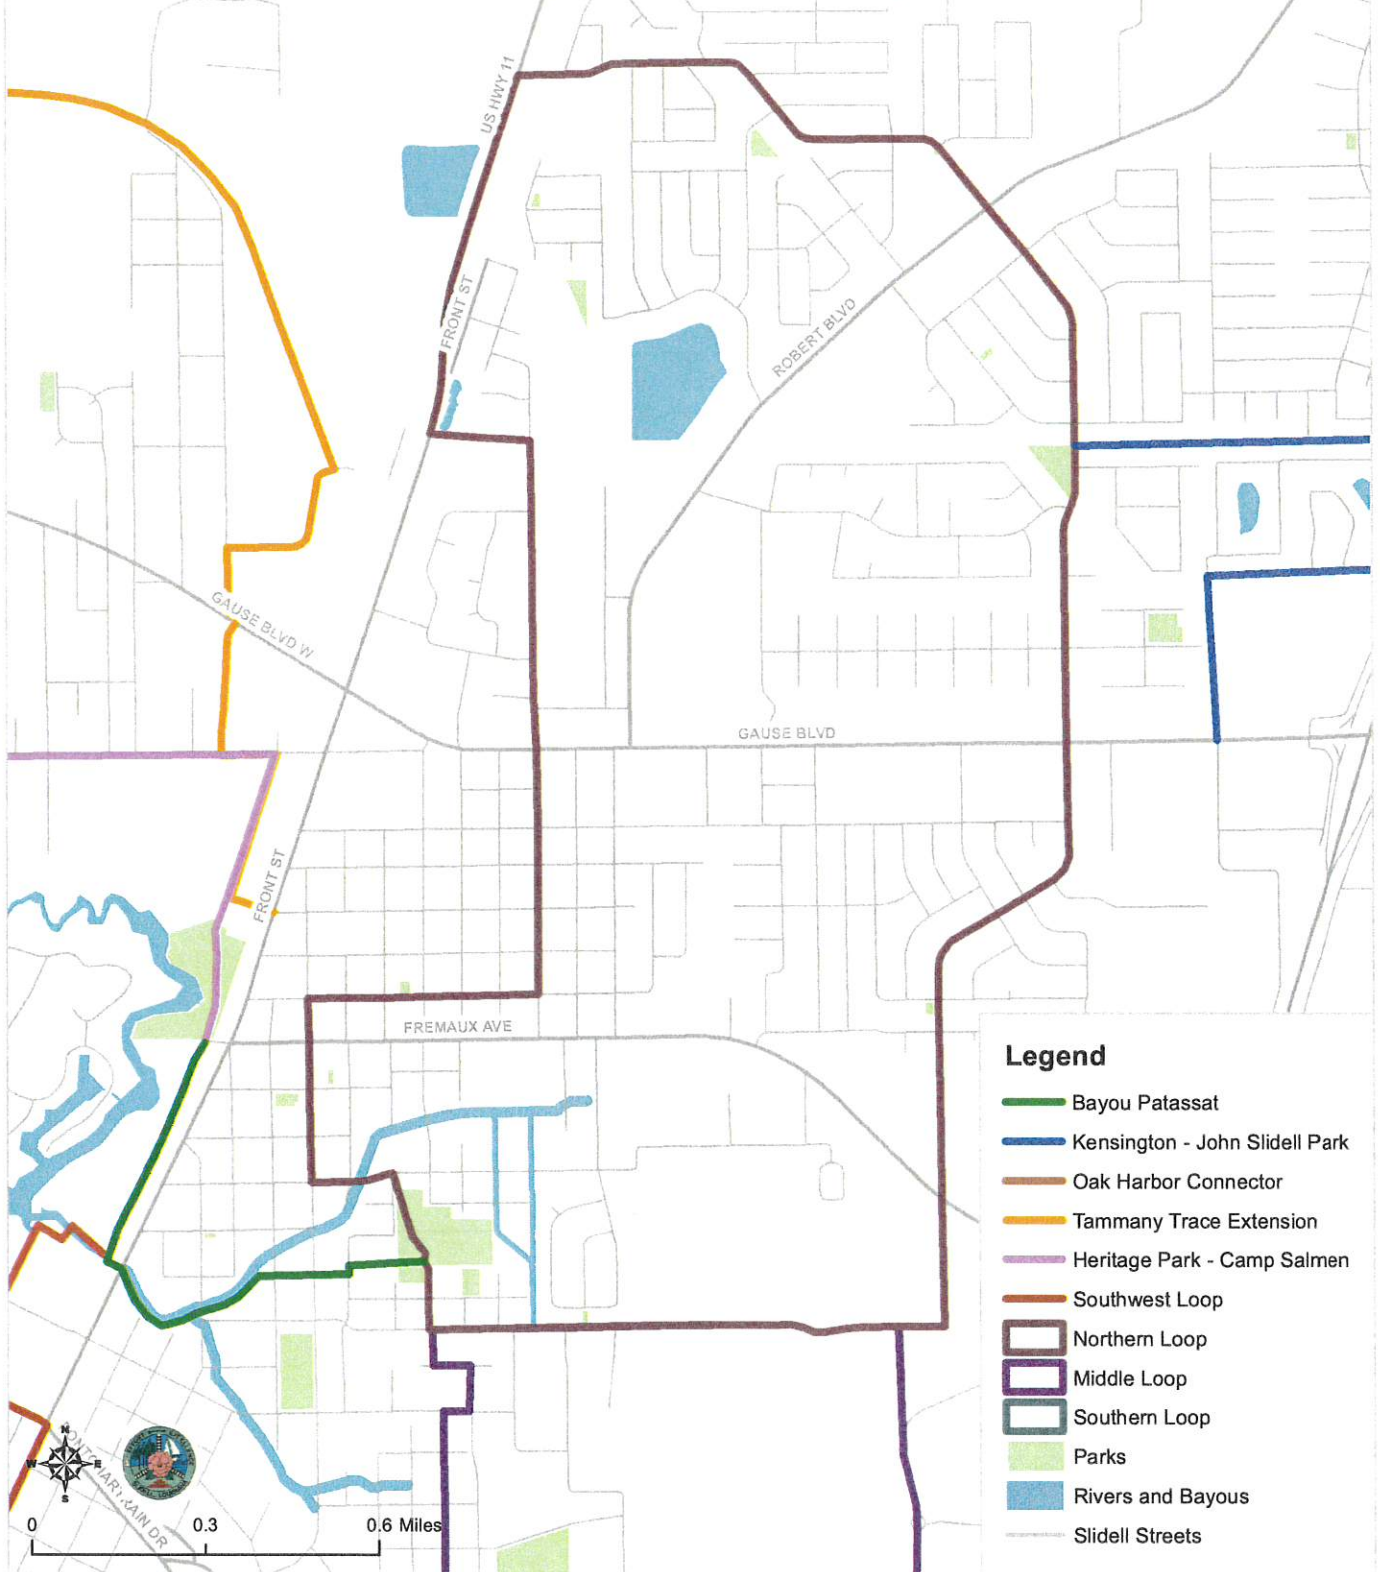 US HWY 11
FRONT ST
ROBERT BLVD
GAUSE BLVD W
GAUSE BLVD
FRONT ST
FREMAUX AVE
Legend
Bayou Patassat
Kensington - John Slidell Park
Oak Harbor Connector
Tammany Trace Extension
Heritage Park - Camp Salmen
Southwest Loop
Northern Loop
Middle Loop
Southern Loop
Parks
Rivers and Bayous
Slidell Streets
N
W E
S
DR
0 0.3 0.6 Miles